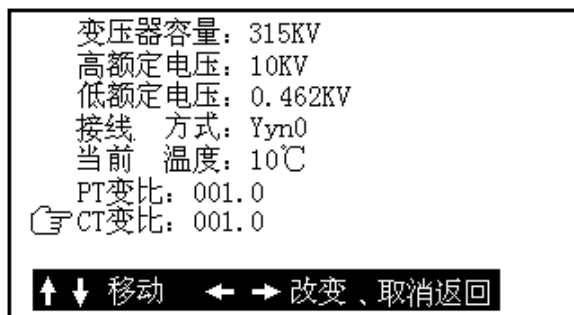 变压器容量：315KV
高额定电压：10KV
低额定电压：0.462KV
接线 方式：Yyn0
当前 温度：10℃
PT变比：001.0
CT变比：001.0
↑ ↓ 移动 ← → 改变、取消返回